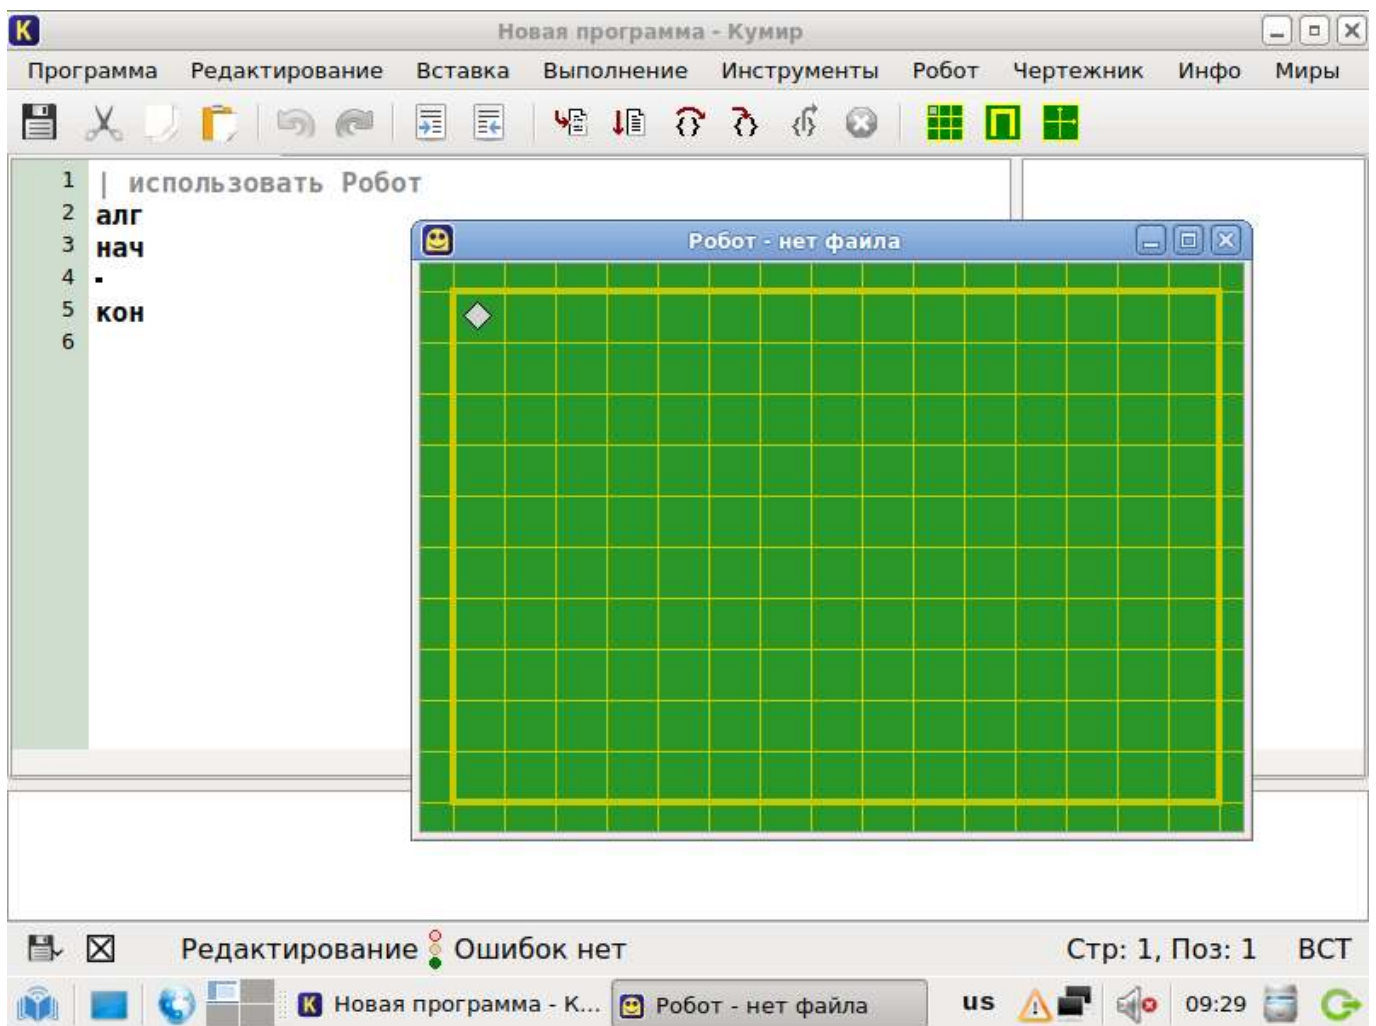 Новая программа - Кумир
Программа Редактирование Вставка Выполнение Инструменты Робот Чертежник Инфо Миры
1 | использовать Робот
2 алг
3 нач
4 -
5 кон
6
Робот - нет файла
Редактирование Ошибок нет Стр: 1, Поз: 1 ВСТ
K Новая программа - К... Робот - нет файла us 09:29